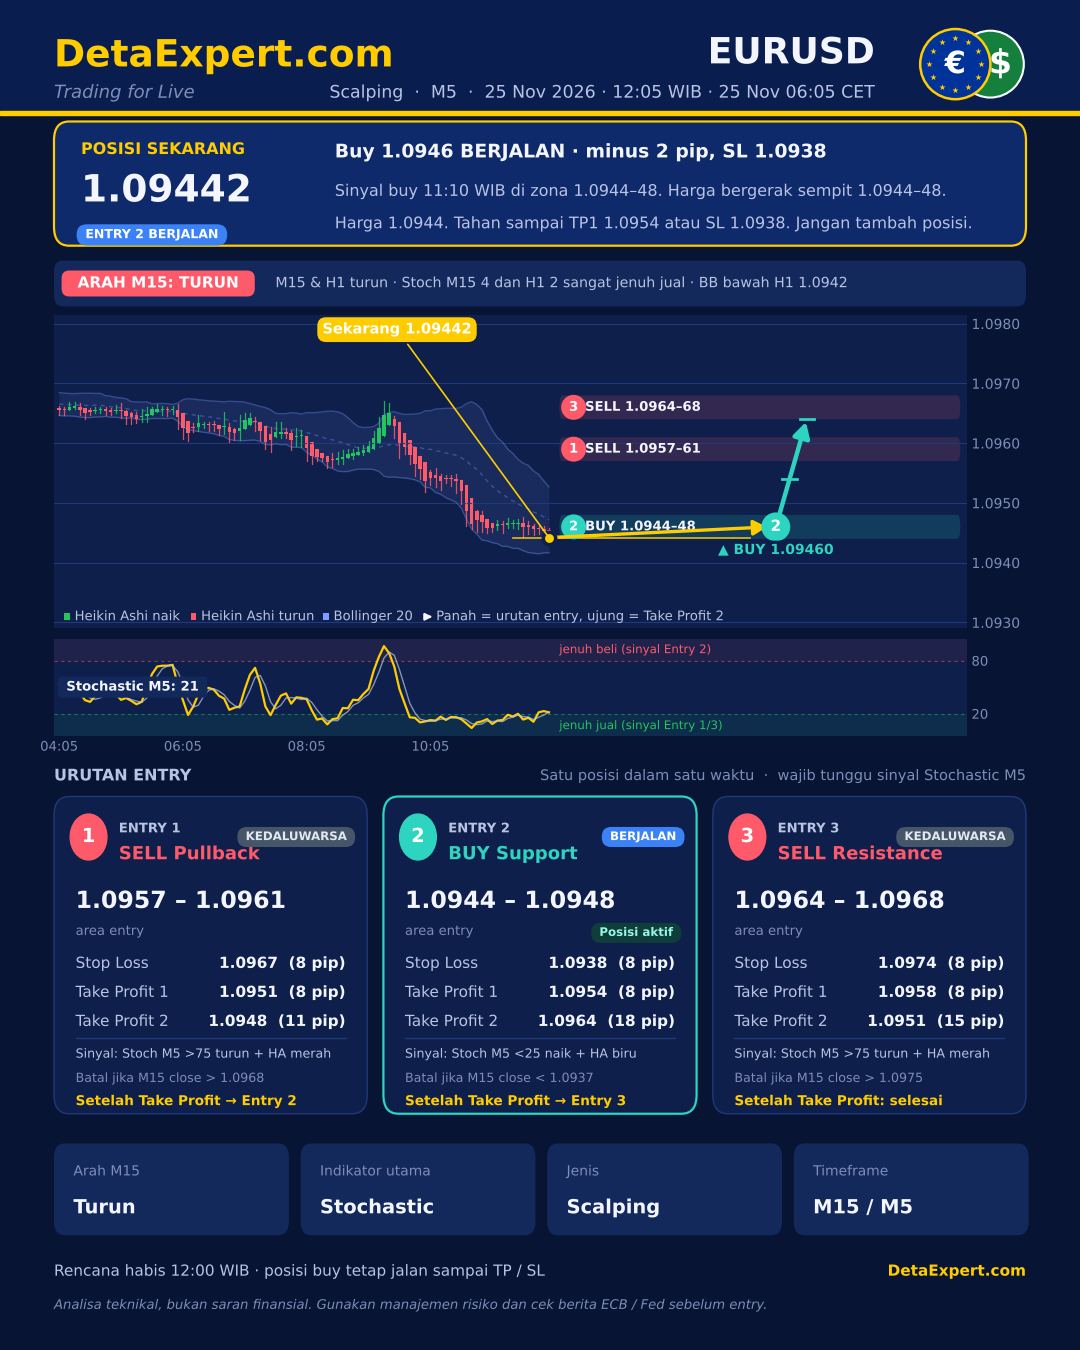 DetaExpert.com
EURUSD
€ $
Trading for Live
Scalping · M5 · 25 Nov 2026 · 12:05 WIB · 25 Nov 06:05 CET
POSISI SEKARANG
Buy 1.0946 BERJALAN · minus 2 pip, SL 1.0938
1.09442
Sinyal buy 11:10 WIB di zona 1.0944–48. Harga bergerak sempit 1.0944–48.
Harga 1.0944. Tahan sampai TP1 1.0954 atau SL 1.0938. Jangan tambah posisi.
ENTRY 2 BERJALAN
ARAH M15: TURUN
M15 & H1 turun · Stoch M15 4 dan H1 2 sangat jenuh jual · BB bawah H1 1.0942
Sekarang 1.09442
1.0980
1.0970
3 SELL 1.0964–68
1.0960
1 SELL 1.0957–61
1.0950
2 BUY 1.0944–48
2
▲ BUY 1.09460
1.0940
Heikin Ashi naik
Heikin Ashi turun
Bollinger 20
Panah = urutan entry, ujung = Take Profit 2
1.0930
jenuh beli (sinyal Entry 2)
80
Stochastic M5: 21
20
jenuh jual (sinyal Entry 1/3)
04:05 06:05 08:05 10:05
URUTAN ENTRY
Satu posisi dalam satu waktu · wajib tunggu sinyal Stochastic M5
1
ENTRY 1
KEDALUWARSA
SELL Pullback
1.0957 – 1.0961
area entry
Stop Loss 1.0967 (8 pip)
Take Profit 1 1.0951 (8 pip)
Take Profit 2 1.0948 (11 pip)
Sinyal: Stoch M5 >75 turun + HA merah
Batal jika M15 close > 1.0968
Setelah Take Profit → Entry 2
2
ENTRY 2
BERJALAN
BUY Support
1.0944 – 1.0948
area entry
Posisi aktif
Stop Loss 1.0938 (8 pip)
Take Profit 1 1.0954 (8 pip)
Take Profit 2 1.0964 (18 pip)
Sinyal: Stoch M5 <25 naik + HA biru
Batal jika M15 close < 1.0937
Setelah Take Profit → Entry 3
3
ENTRY 3
KEDALUWARSA
SELL Resistance
1.0964 – 1.0968
area entry
Stop Loss 1.0974 (8 pip)
Take Profit 1 1.0958 (8 pip)
Take Profit 2 1.0951 (15 pip)
Sinyal: Stoch M5 >75 turun + HA merah
Batal jika M15 close > 1.0975
Setelah Take Profit: selesai
Arah M15
Turun
Indikator utama
Stochastic
Jenis
Scalping
Timeframe
M15 / M5
Rencana habis 12:00 WIB · posisi buy tetap jalan sampai TP / SL
DetaExpert.com
Analisa teknikal, bukan saran finansial. Gunakan manajemen risiko dan cek berita ECB / Fed sebelum entry.